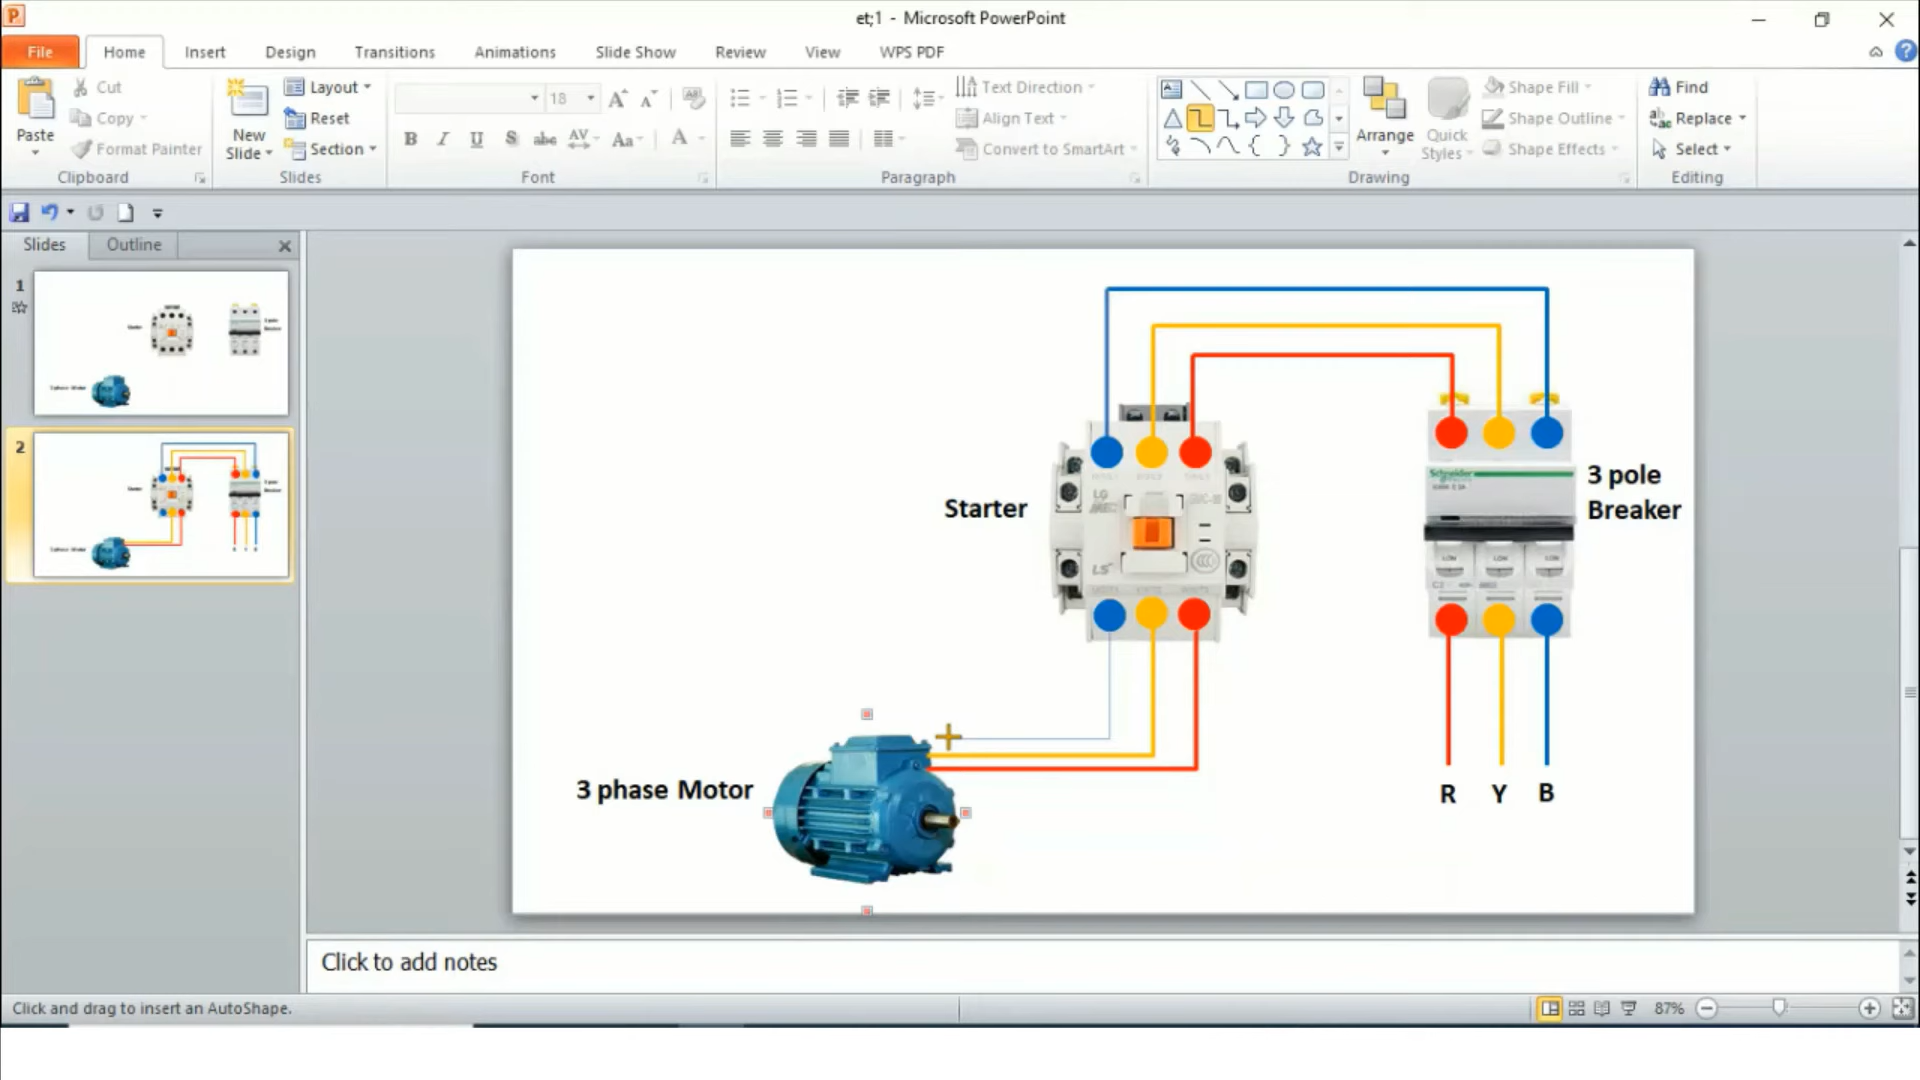 et;1 - Microsoft PowerPoint
File Home Insert Design Transitions Animations Slide Show Review View WPS PDF
Paste
Cut
Copy
Format Painter
Clipboard
New
Slide
Layout
Reset
Section
Slides
18
Font
Text Direction
Align Text
Convert to SmartArt
Paragraph
Arrange
Quick
Styles
Shape Fill
Shape Outline
Shape Effects
Drawing
Find
Replace
Select
Editing
Slides Outline
1
2
Starter
3 pole
Breaker
3 phase Motor
Schneider
LS
R Y B
Click to add notes
Click and drag to insert an AutoShape.
87%